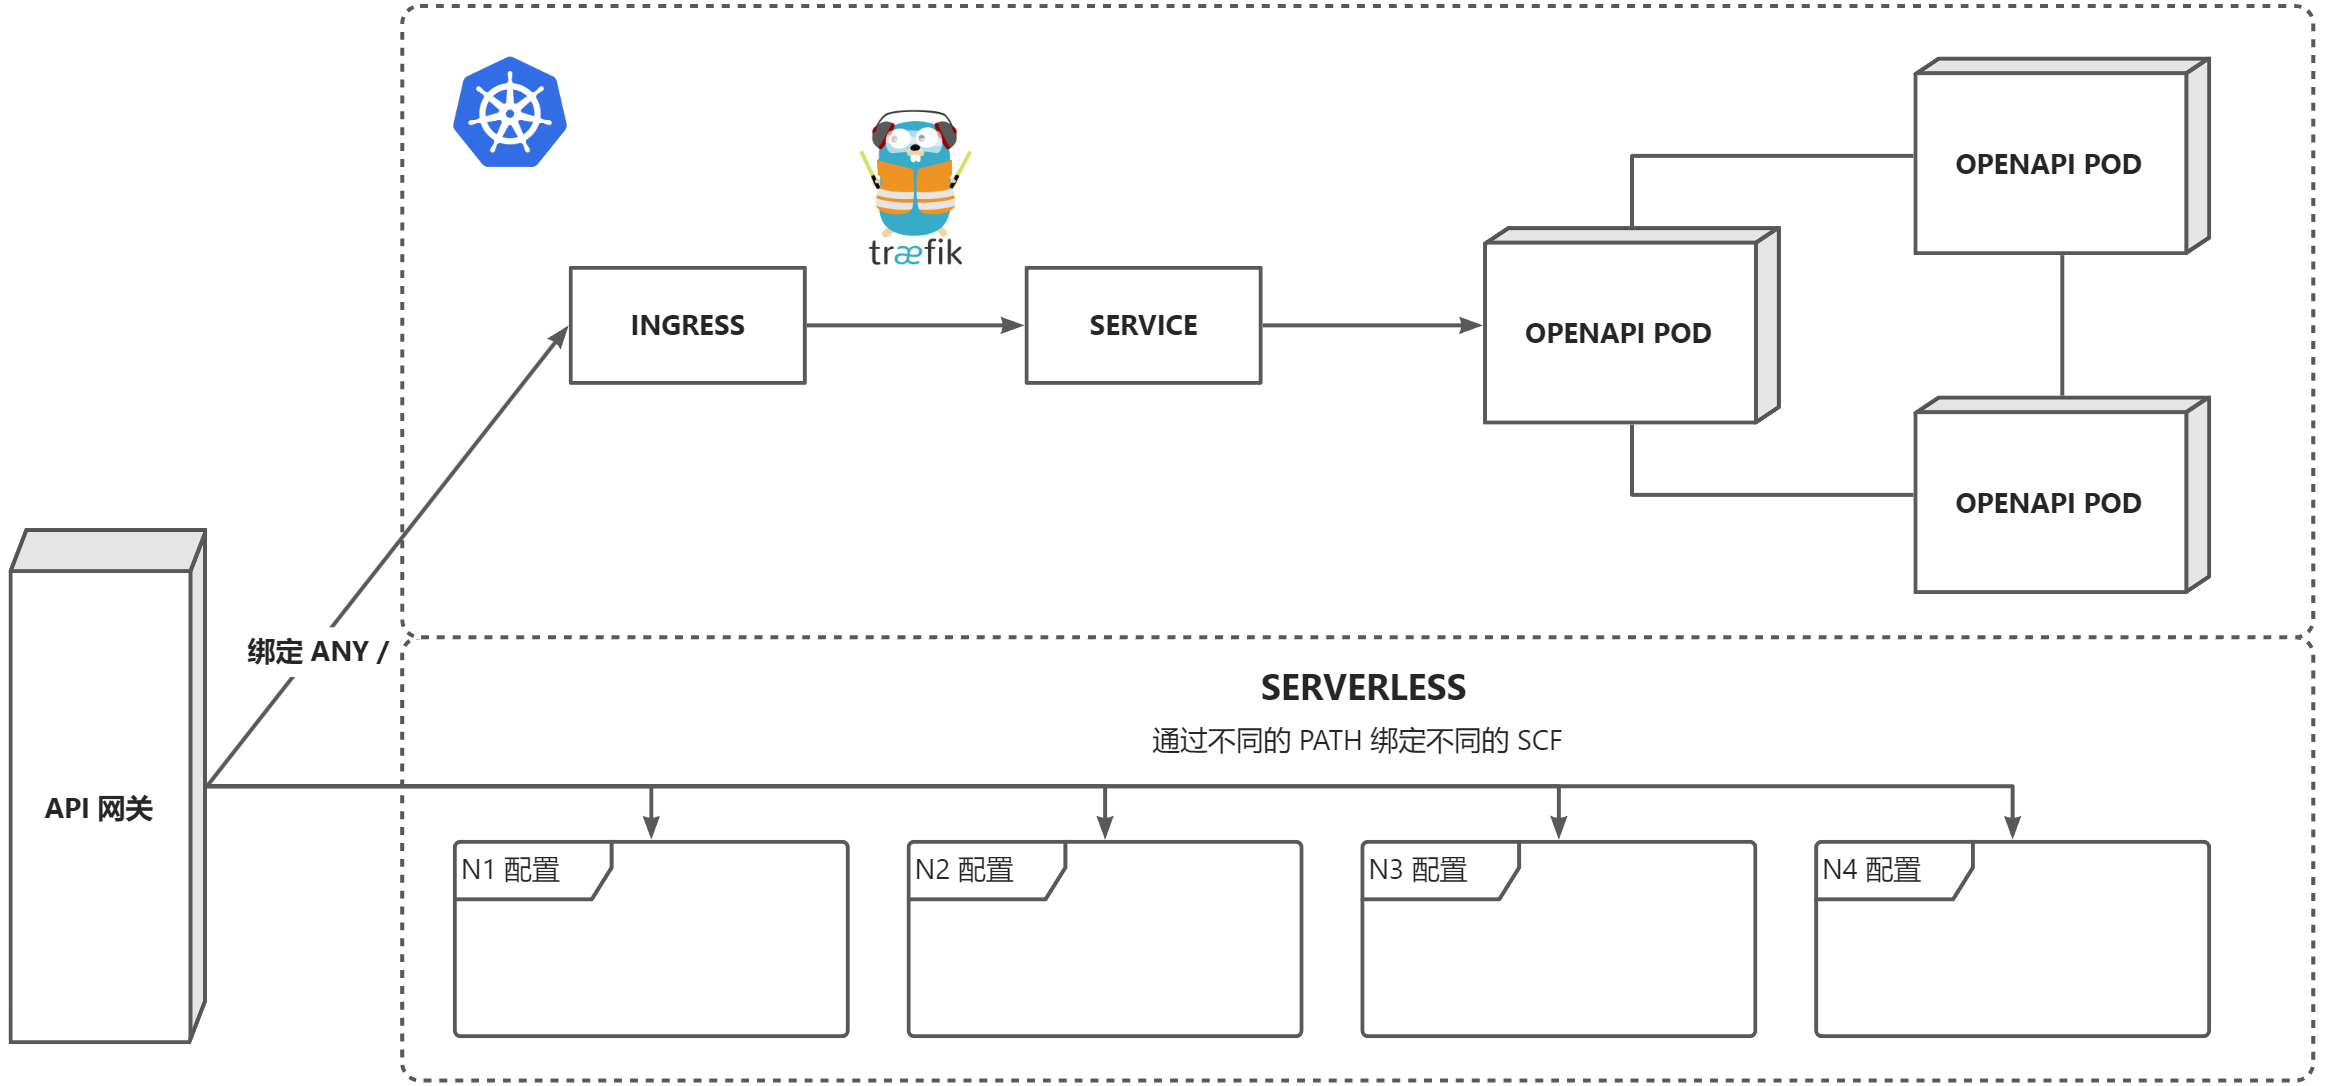 træfik
OPENAPI POD
INGRESS
SERVICE
OPENAPI POD
OPENAPI POD
绑定 ANY /
SERVERLESS
通过不同的 PATH 绑定不同的 SCF
API 网关
N1 配置
N2 配置
N3 配置
N4 配置